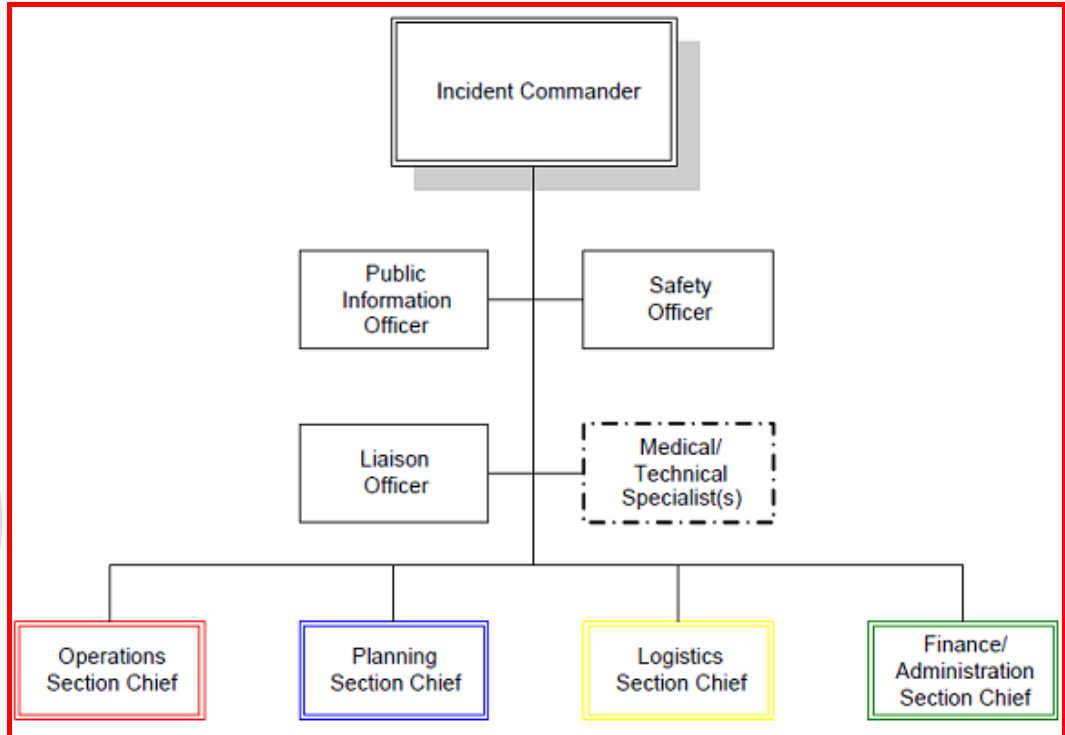 Incident Commander
Public
Information
Officer
Safety
Officer
Liaison
Officer
Medical/
Technical
Specialist(s)
Operations
Section Chief
Planning
Section Chief
Logistics
Section Chief
Finance/
Administration
Section Chief